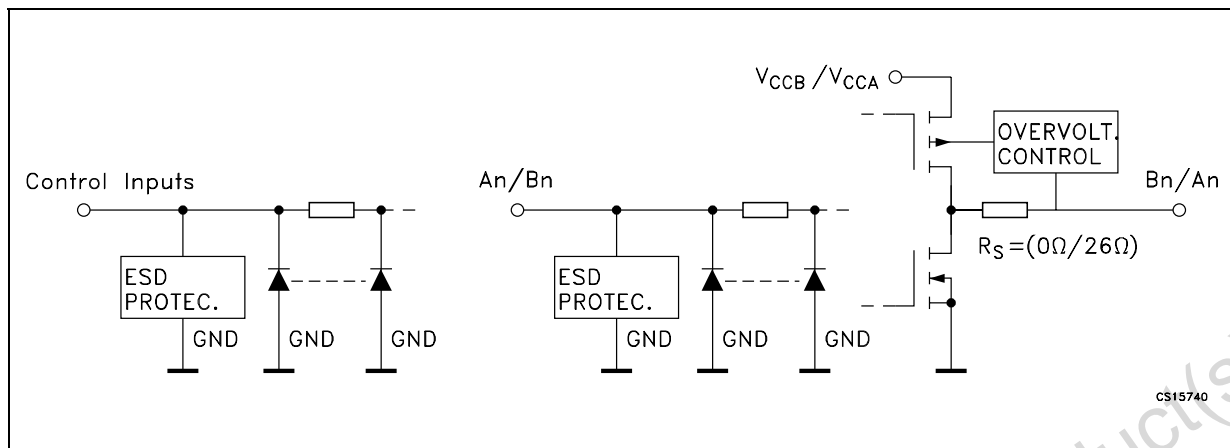 V_CCB /V_CCA
OVERVOLT.
CONTROL
Control Inputs
An/Bn
Bn/An
R_S=(0Ω/26Ω)
ESD
PROTEC.
GND
GND
GND
ESD
PROTEC.
GND
GND
GND
CS15740
uct(s